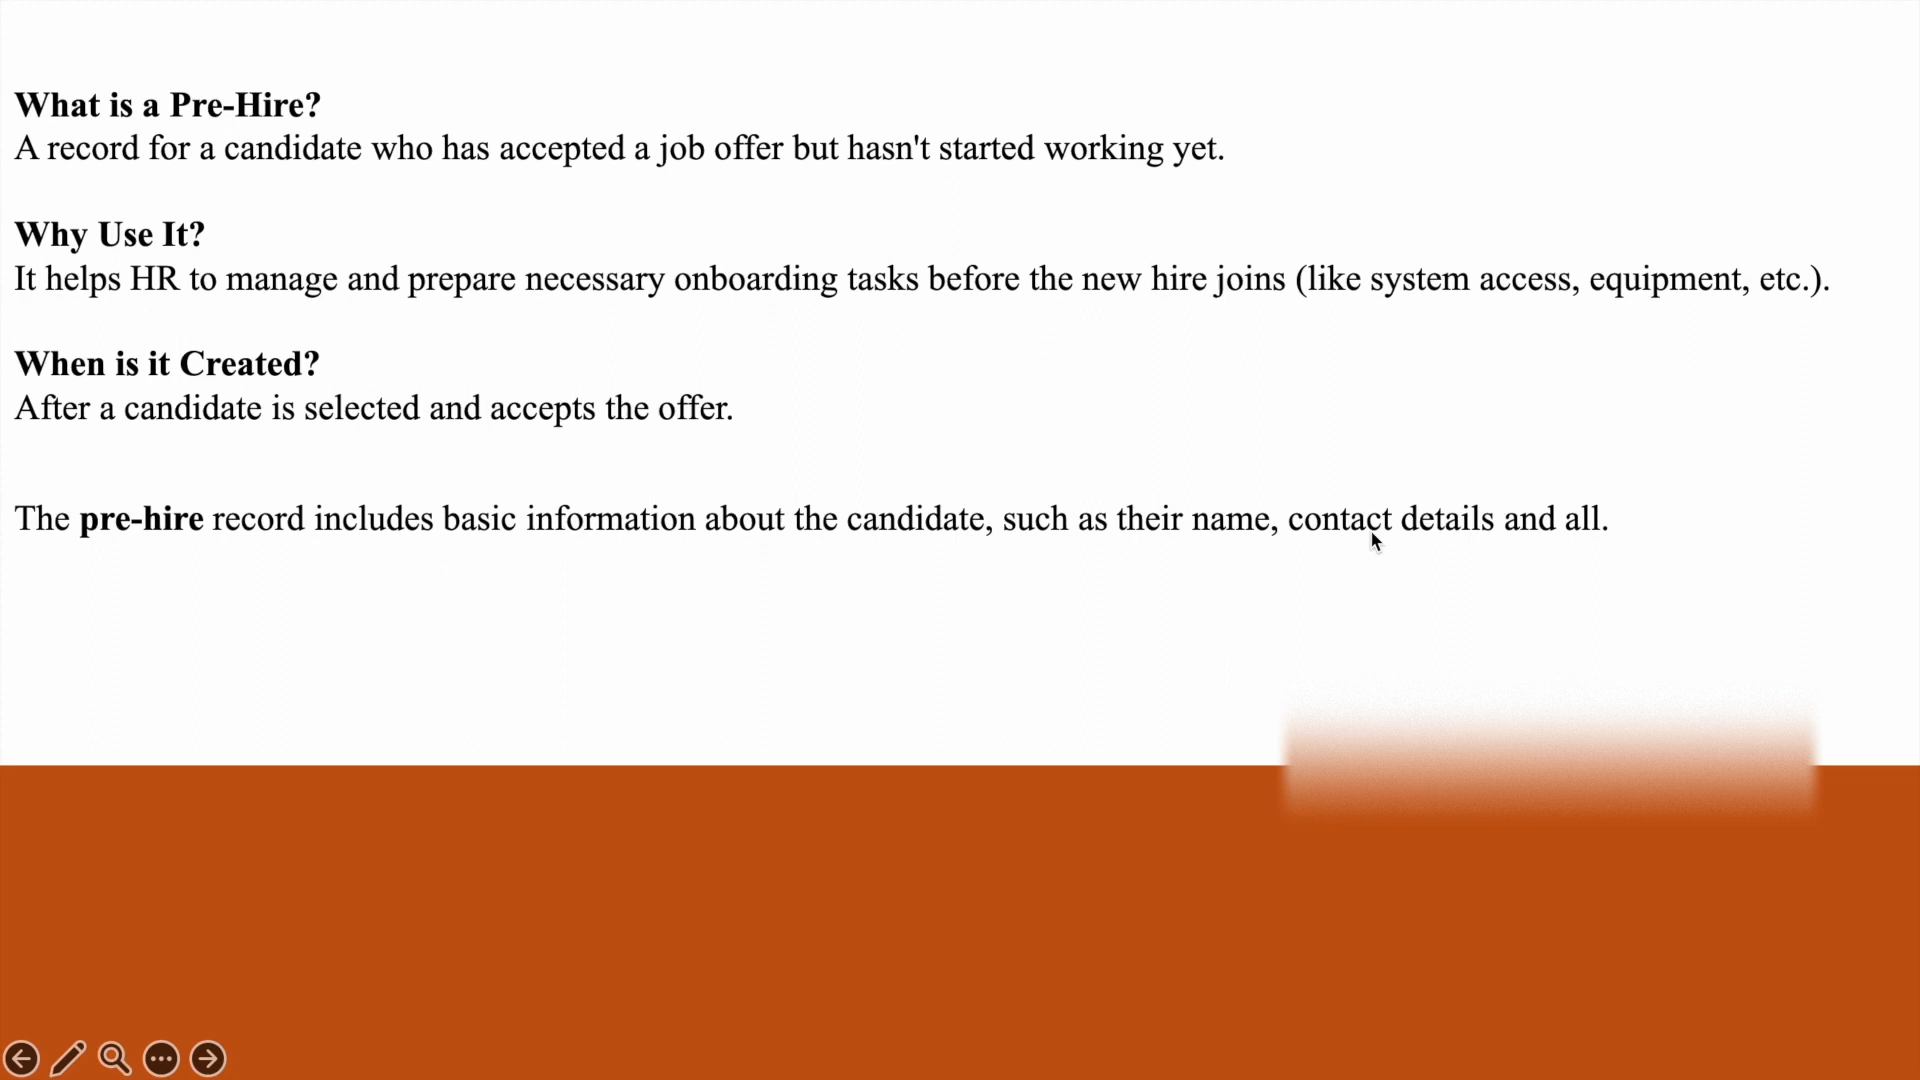 What is a Pre-Hire?
A record for a candidate who has accepted a job offer but hasn't started working yet.
Why Use It?
It helps HR to manage and prepare necessary onboarding tasks before the new hire joins (like system access, equipment, etc.).
When is it Created?
After a candidate is selected and accepts the offer.
The pre-hire record includes basic information about the candidate, such as their name, contact details and all.